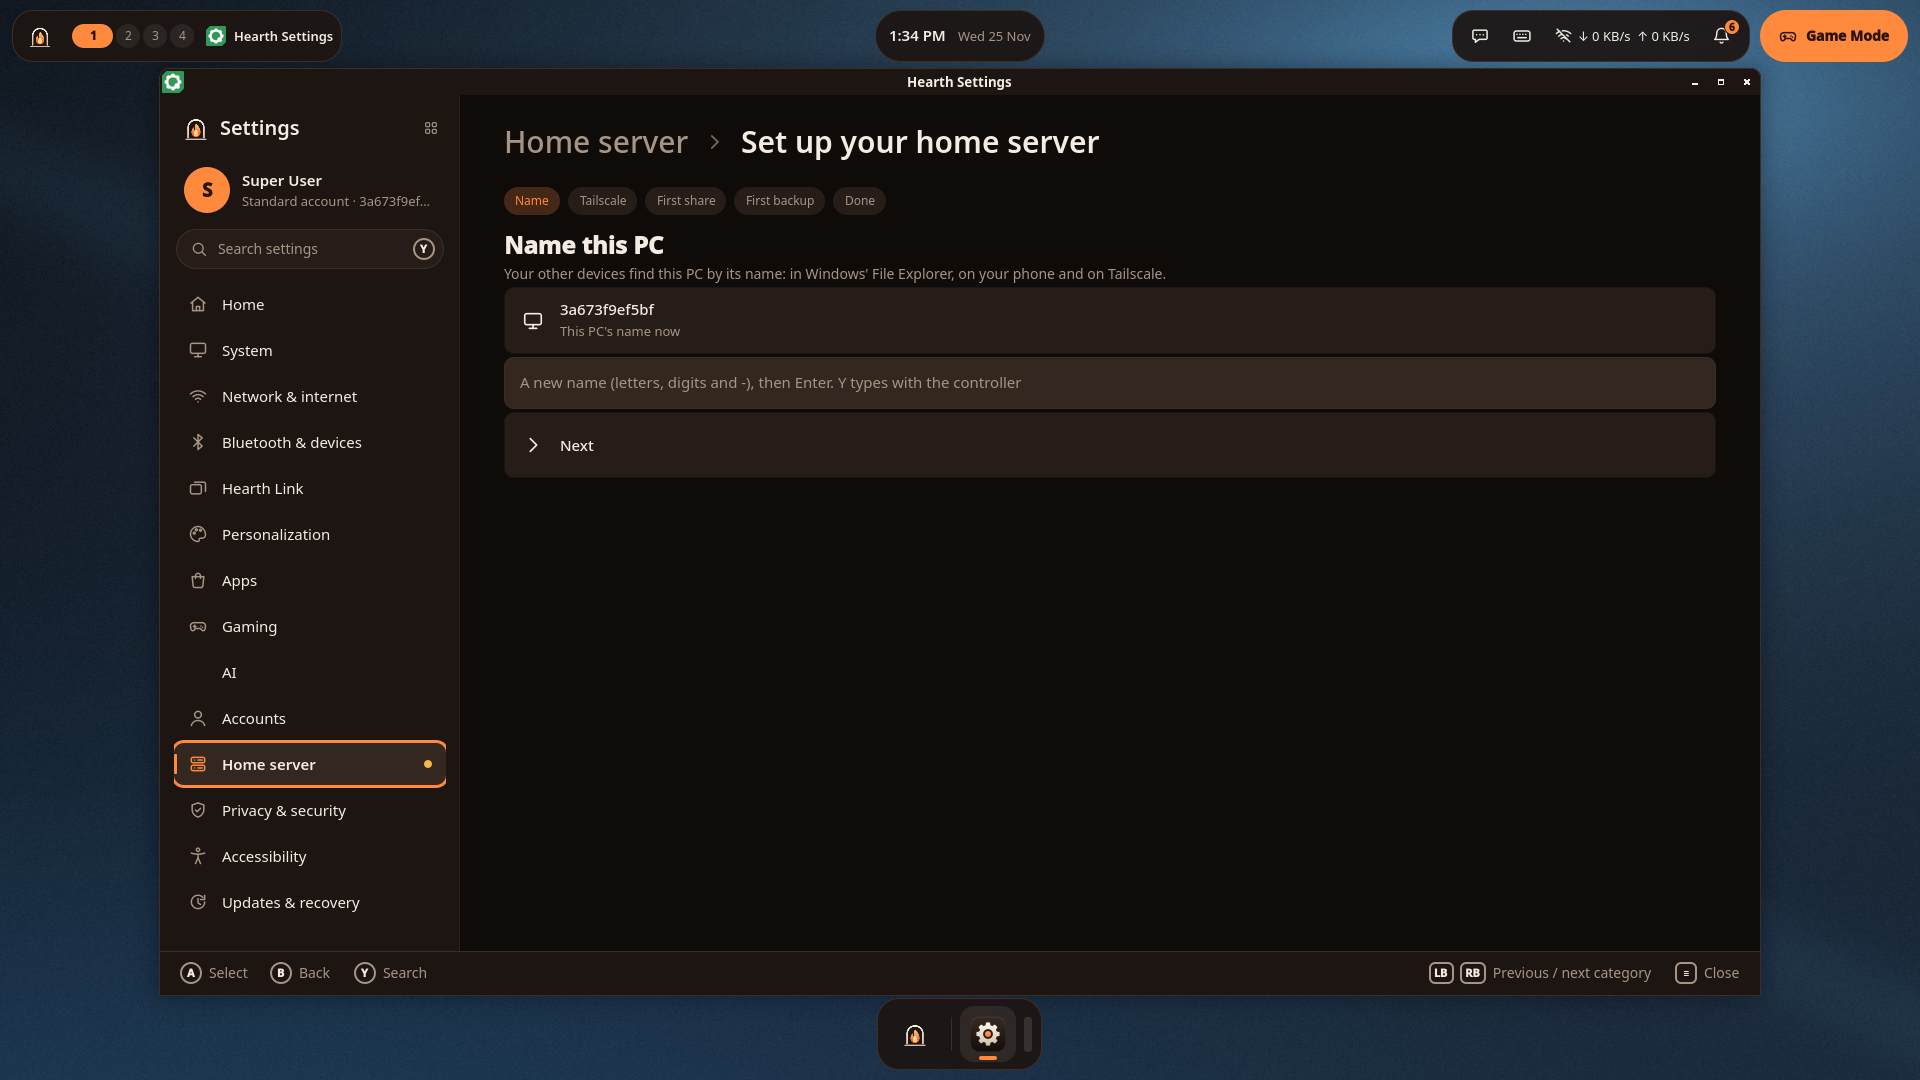 1 2 3 4 Hearth Settings
1:34 PM Wed 25 Nov
0 KB/s 0 KB/s
6
Game Mode
Hearth Settings
Settings
S
Super User
Standard account · 3a673f9ef...
Search settings Y
Home
System
Network & internet
Bluetooth & devices
Hearth Link
Personalization
Apps
Gaming
AI
Accounts
Home server
Privacy & security
Accessibility
Updates & recovery
Home server Set up your home server
Name Tailscale First share First backup Done
Name this PC
Your other devices find this PC by its name: in Windows' File Explorer, on your phone and on Tailscale.
3a673f9ef5bf
This PC's name now
A new name (letters, digits and -), then Enter. Y types with the controller
Next
A Select B Back Y Search
LB RB Previous / next category Close